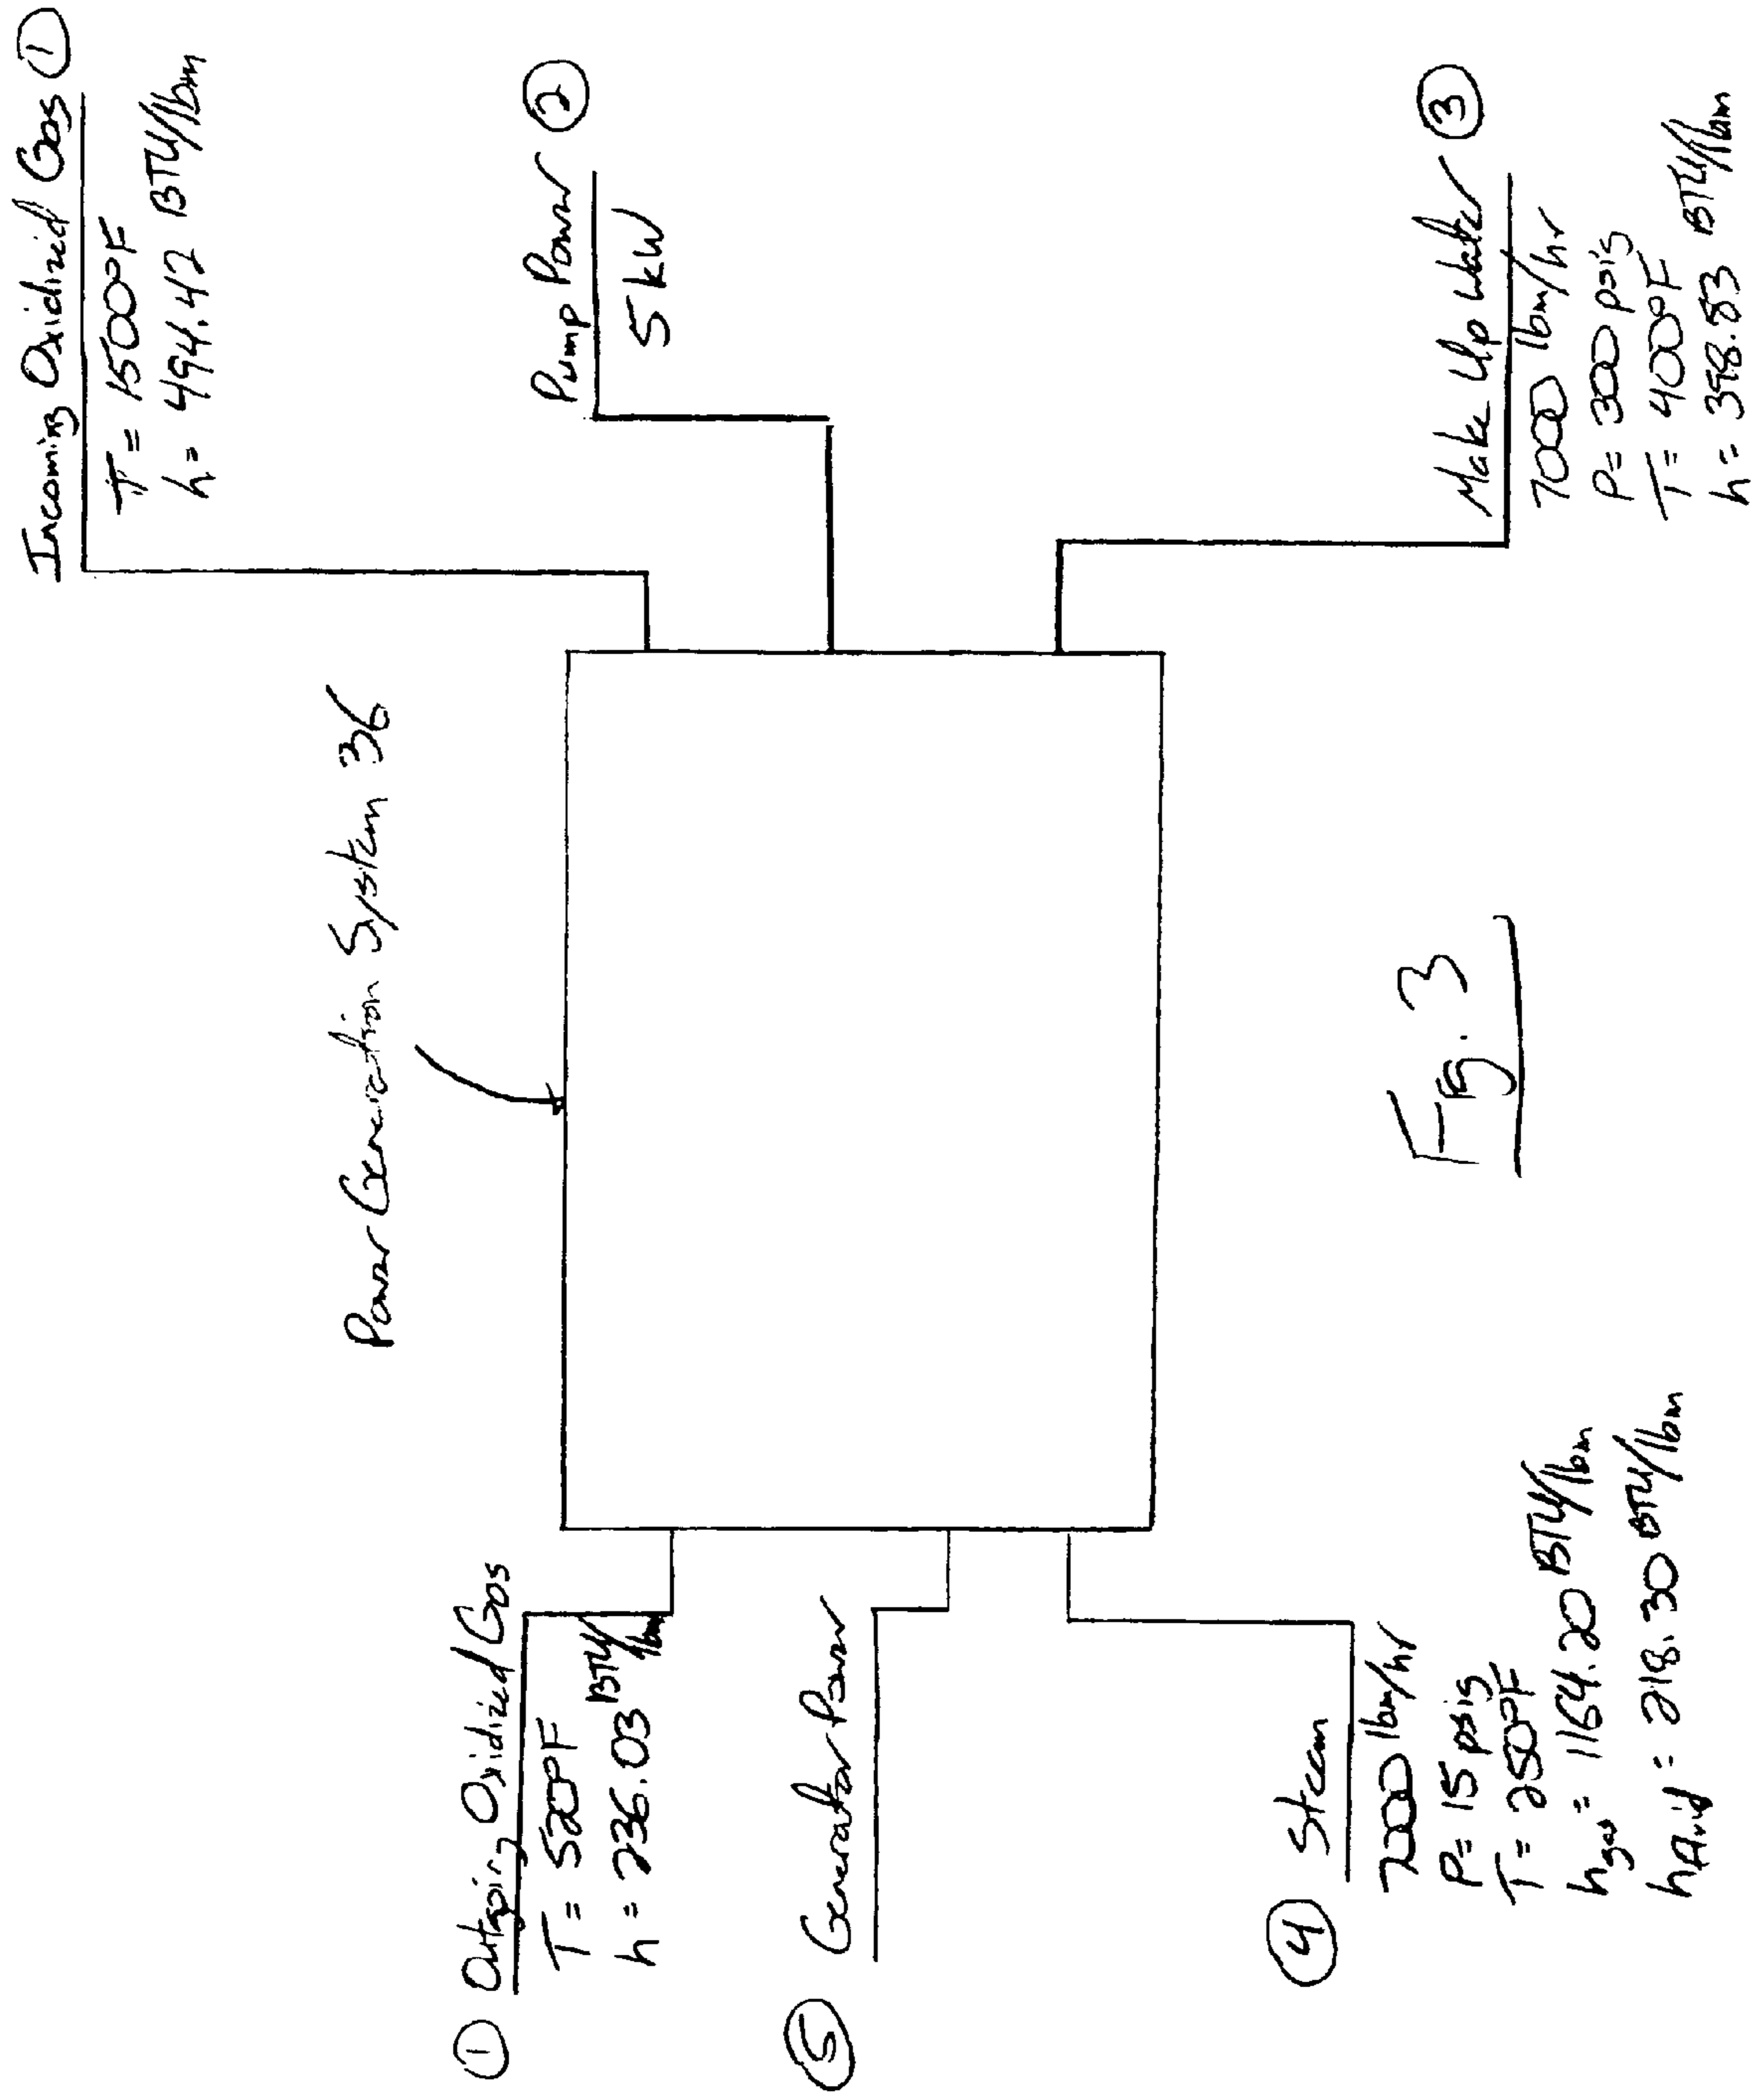 Incoming Oxidized Gas ①
T = 1500°F
h = 494.42 BTU/lbm
Power Generation System 36
① Outgoing Oxidized Gas
T = 520°F
h = 236.03 BTU/lbm
Pump Power ②
5 kW
⑤ Generator Power
④ Steam
7000 lbm/hr
P= 15 psig
T = 250°F
hgas = 1164.20 BTU/lbm
hfluid = 218.30 BTU/lbm
Make Up Water ③
7000 lbm/hr
P= 300 psig
T= 400°F
h = 398.83 BTU/lbm
Fig. 3